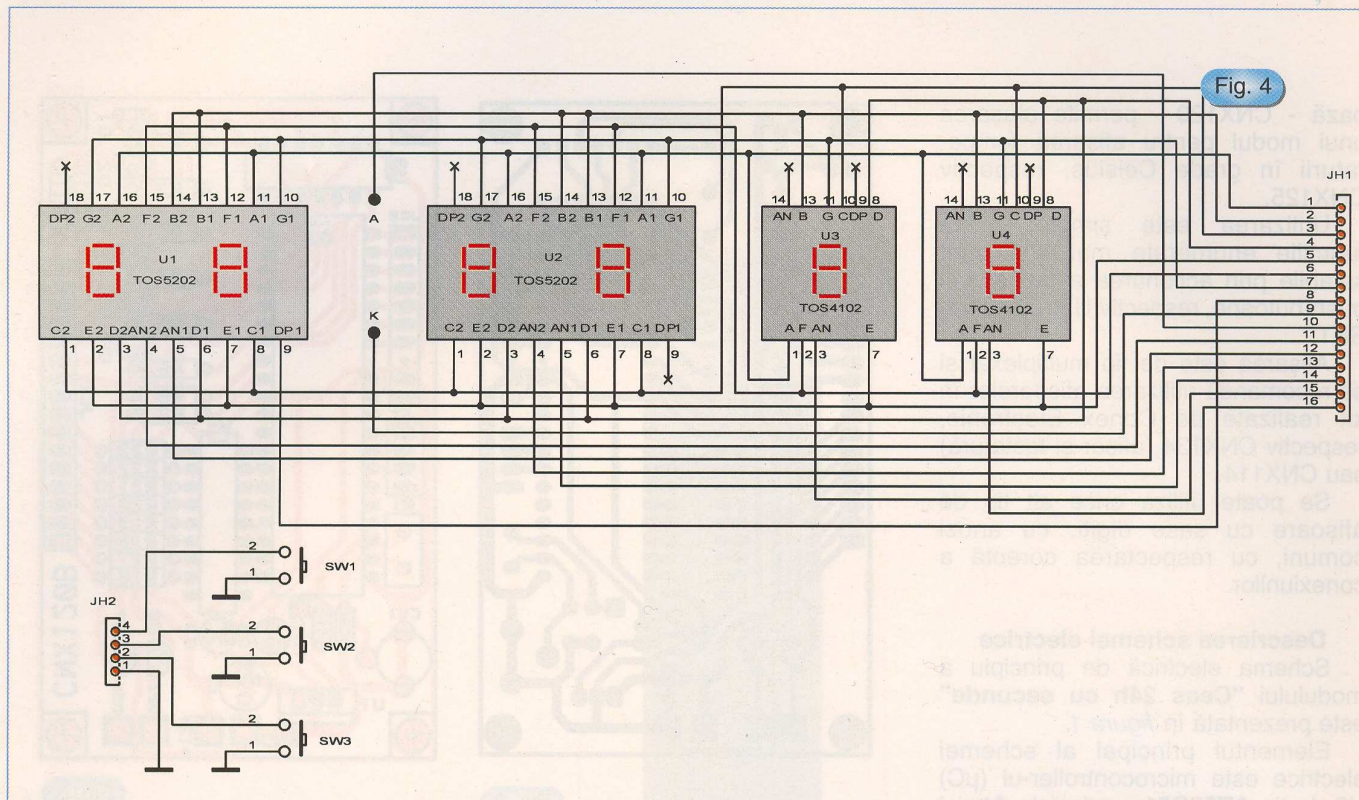 Fig. 4
JH1
1
2
3
4
5
6
7
8
9
10
11
12
13
14
15
16
18 17 16 15 14 13 12 11 10
DP2 G2 A2 F2 B2 B1 F1 A1 G1
U1
TOS5202
C2 E2 D2 AN2 AN1 D1 E1 C1 DP1
1 2 3 4 5 6 7 8 9
A
K
18 17 16 15 14 13 12 11 10
DP2 G2 A2 F2 B2 B1 F1 A1 G1
U2
TOS5202
C2 E2 D2 AN2 AN1 D1 E1 C1 DP1
1 2 3 4 5 6 7 8 9
14 13 11 10 9 8
AN B G C DP D
U3
TOS4102
A F AN E
1 2 3 7
14 13 11 10 9 8
AN B G C DP D
U4
TOS4102
A F AN E
1 2 3 7
2
1
SW1
JH2
4
3
2
1
2
1
SW2
2
1
SW3